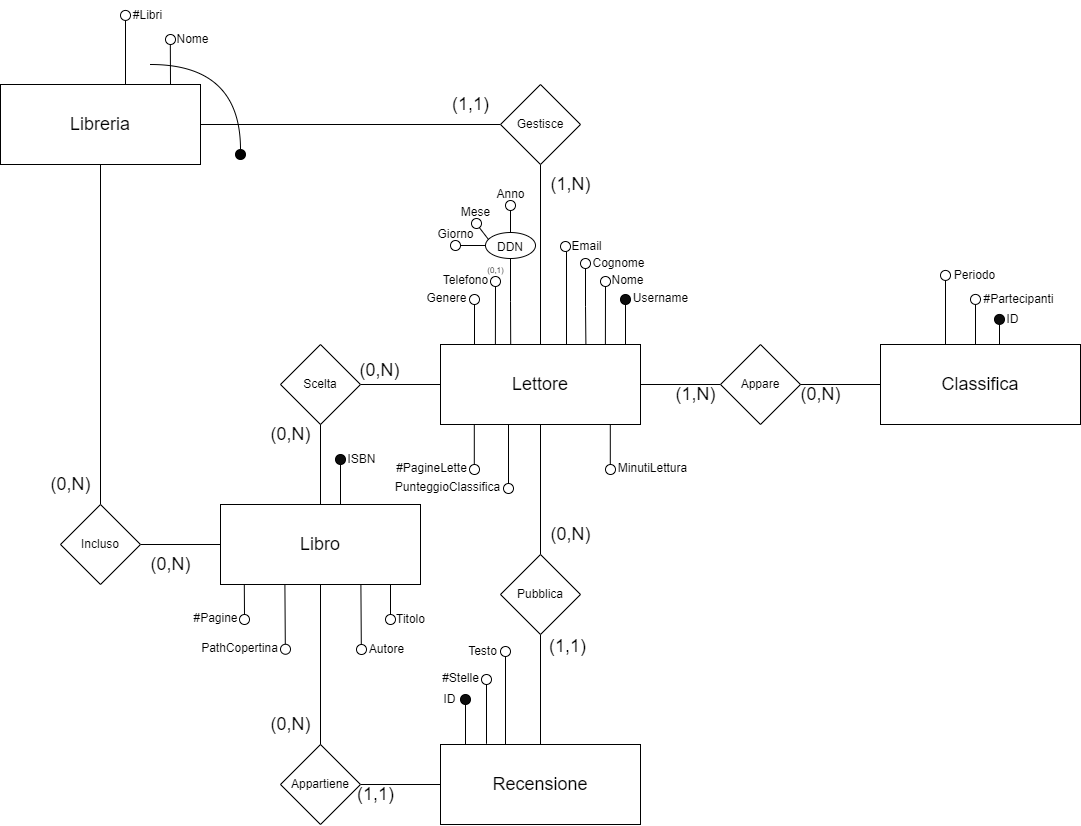 #Libri
Nome
Libreria
(1,1)
Gestisce
(1,N)
Anno
Mese
Giorno
DDN
Email
Cognome
(0,1)
Telefono
Nome
Genere
Username
Periodo
#Partecipanti
ID
Scelta
(0,N)
Lettore
(1,N)
Appare
(0,N)
Classifica
(0,N)
ISBN
#PagineLette
MinutiLettura
PunteggioClassifica
(0,N)
Incluso
(0,N)
Libro
(0,N)
Pubblica
(1,1)
#Pagine
Titolo
PathCopertina
Autore
Testo
#Stelle
ID
(0,N)
Appartiene
(1,1)
Recensione